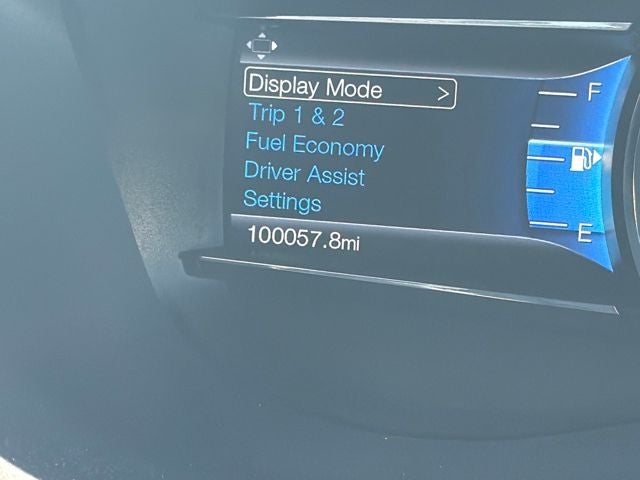 Display Mode >
Trip 1 & 2
Fuel Economy
Driver Assist
Settings
100057.8mi
F
E